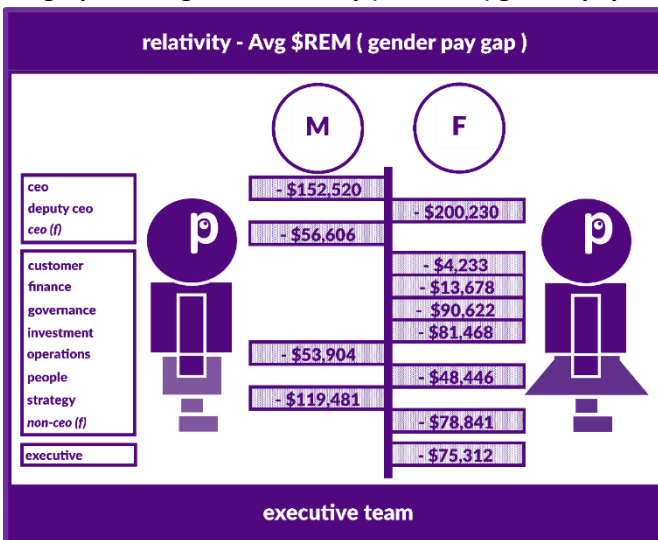 relativity - Avg $REM ( gender pay gap )
M
F
ceo
- $152,520
deputy ceo
- $200,230
ceo (f)
- $56,606
p
p
customer
- $4,233
finance
- $13,678
governance
- $90,622
investment
- $81,468
operations
- $53,904
people
- $48,446
strategy
- $119,481
non-ceo (f)
- $78,841
executive
- $75,312
executive team